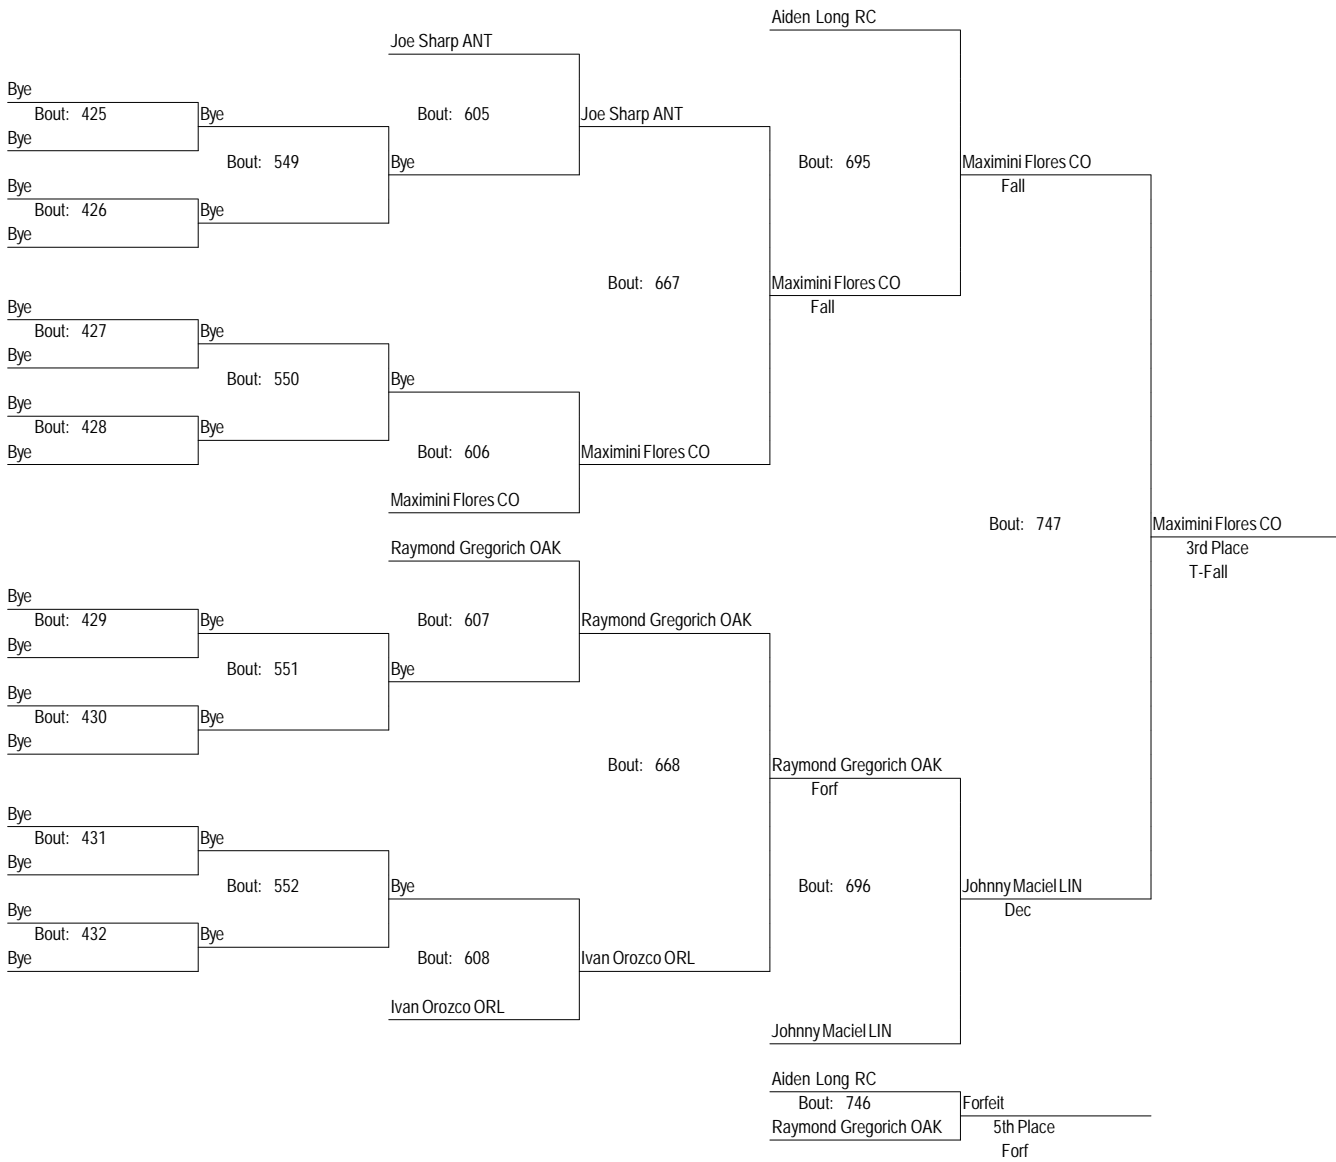 Aiden Long RC
Joe Sharp ANT
Bye
Bout: 425
Bye
Bout: 605
Joe Sharp ANT
Bye
Bout: 549
Bye
Bout: 695
Maximini Flores CO
Fall
Bye
Bout: 426
Bye
Bye
Bout: 667
Maximini Flores CO
Fall
Bye
Bout: 427
Bye
Bye
Bout: 550
Bye
Bye
Bout: 428
Bye
Bye
Bout: 606
Maximini Flores CO
Maximini Flores CO
Bout: 747
Maximini Flores CO
3rd Place
T-Fall
Raymond Gregorich OAK
Bye
Bout: 429
Bye
Bout: 607
Raymond Gregorich OAK
Bye
Bout: 551
Bye
Bye
Bout: 430
Bye
Bye
Bout: 668
Raymond Gregorich OAK
Forf
Bye
Bout: 431
Bye
Bye
Bout: 552
Bye
Bout: 696
Johnny Maciel LIN
Dec
Bye
Bout: 432
Bye
Bye
Bout: 608
Ivan Orozco ORL
Ivan Orozco ORL
Johnny Maciel LIN
Aiden Long RC
Bout: 746
Forfeit
Raymond Gregorich OAK
5th Place
Forf